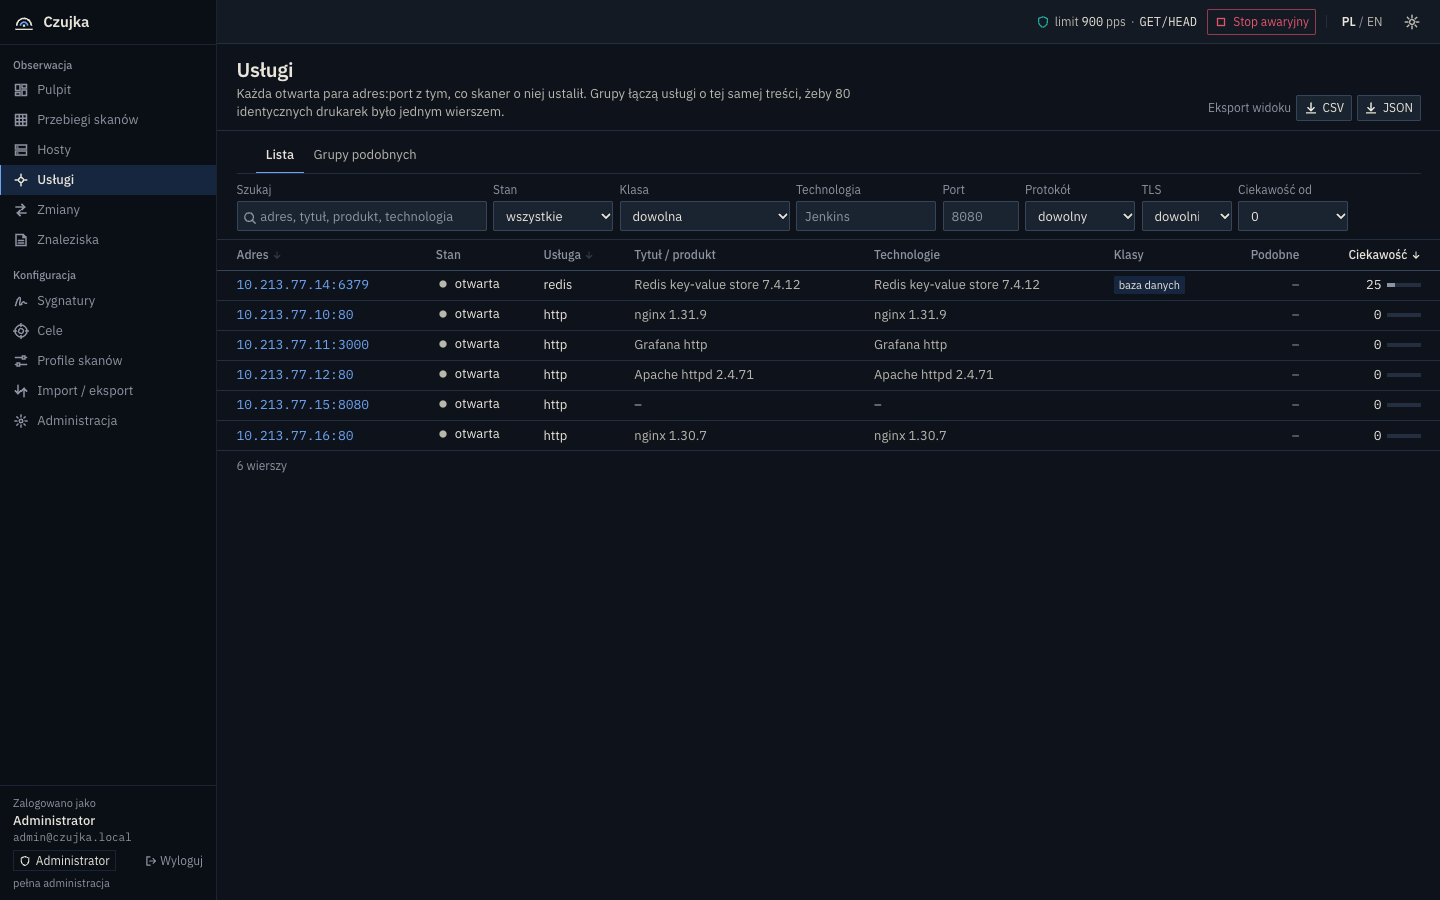 Czujka
limit 900 pps · GET/HEAD
Stop awaryjny
PL / EN
Obserwacja
Pulpit
Przebiegi skanów
Hosty
Usługi
Zmiany
Znaleziska
Konfiguracja
Sygnatury
Cele
Profile skanów
Import / eksport
Administracja
Zalogowano jako
Administrator
admin@czujka.local
Administrator
Wyloguj
pełna administracja
Usługi
Każda otwarta para adres:port z tym, co skaner o niej ustalił. Grupy łączą usługi o tej samej treści, żeby 80
identycznych drukarek było jednym wierszem.
Eksport widoku CSV JSON
Lista Grupy podobnych
Szukaj Stan Klasa Technologia Port Protokół TLS Ciekawość od
adres, tytuł, produkt, technologia wszystkie dowolna Jenkins 8080 dowolny dowolni 0
Adres ↓ Stan Usługa ↓ Tytuł / produkt Technologie Klasy Podobne Ciekawość ↓
10.213.77.14:6379 otwarta redis Redis key-value store 7.4.12 Redis key-value store 7.4.12 baza danych – 25
10.213.77.10:80 otwarta http nginx 1.31.9 nginx 1.31.9 – 0
10.213.77.11:3000 otwarta http Grafana http Grafana http – 0
10.213.77.12:80 otwarta http Apache httpd 2.4.71 Apache httpd 2.4.71 – 0
10.213.77.15:8080 otwarta http – – – 0
10.213.77.16:80 otwarta http nginx 1.30.7 nginx 1.30.7 – 0
6 wierszy